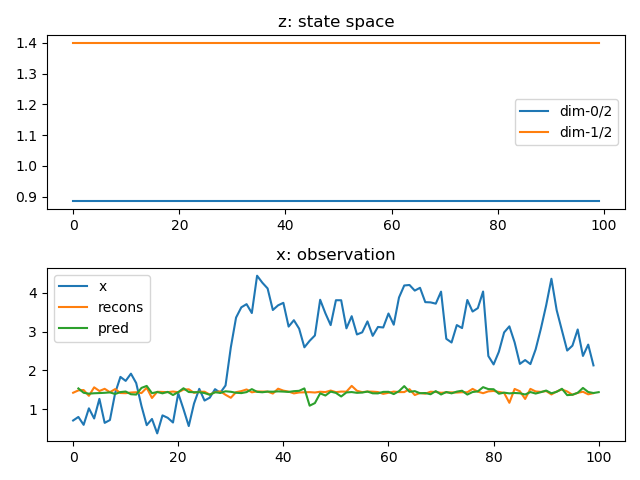 z: state space
1.4
1.3
1.2
1.1
1.0
0.9
dim-0/2
dim-1/2
0 20 40 60 80 100
x: observation
4
3
2
1
x
recons
pred
0 20 40 60 80 100